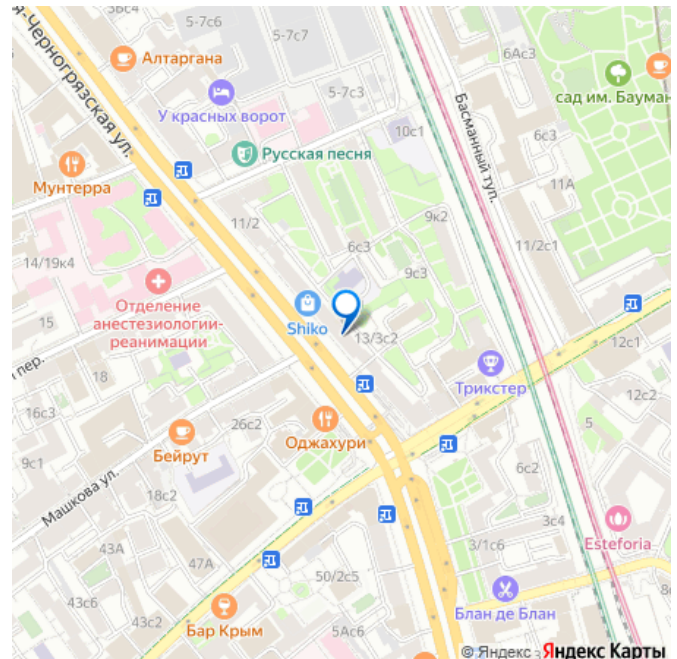 3Бс4
5-7с6
5-7с7
Алтаргана
6Ас3
-Черногрязская ул.
У красных ворот
5-7с3
сад им. Бауман
Басманный туп.
10с1
6с3
Русская песня
Мунтерра
11А
9к2
11/2
11/2с1
6с3
14/19к4
9с3
Отделение
анестезиологии-
реанимации
Shiko
15
13/3с2
12с1
пер.
18
Трикстер
12с2
16с3
26с2
Оджахури
5
Бейрут
9с1
Машкова ул.
18с2
6с2
3с4
43А
47А
3/1с6
Esteforia
50/2с5
43с6
Блан де Блан
Бар Крым
5Ас6
© Яндекс Яндекс Карты